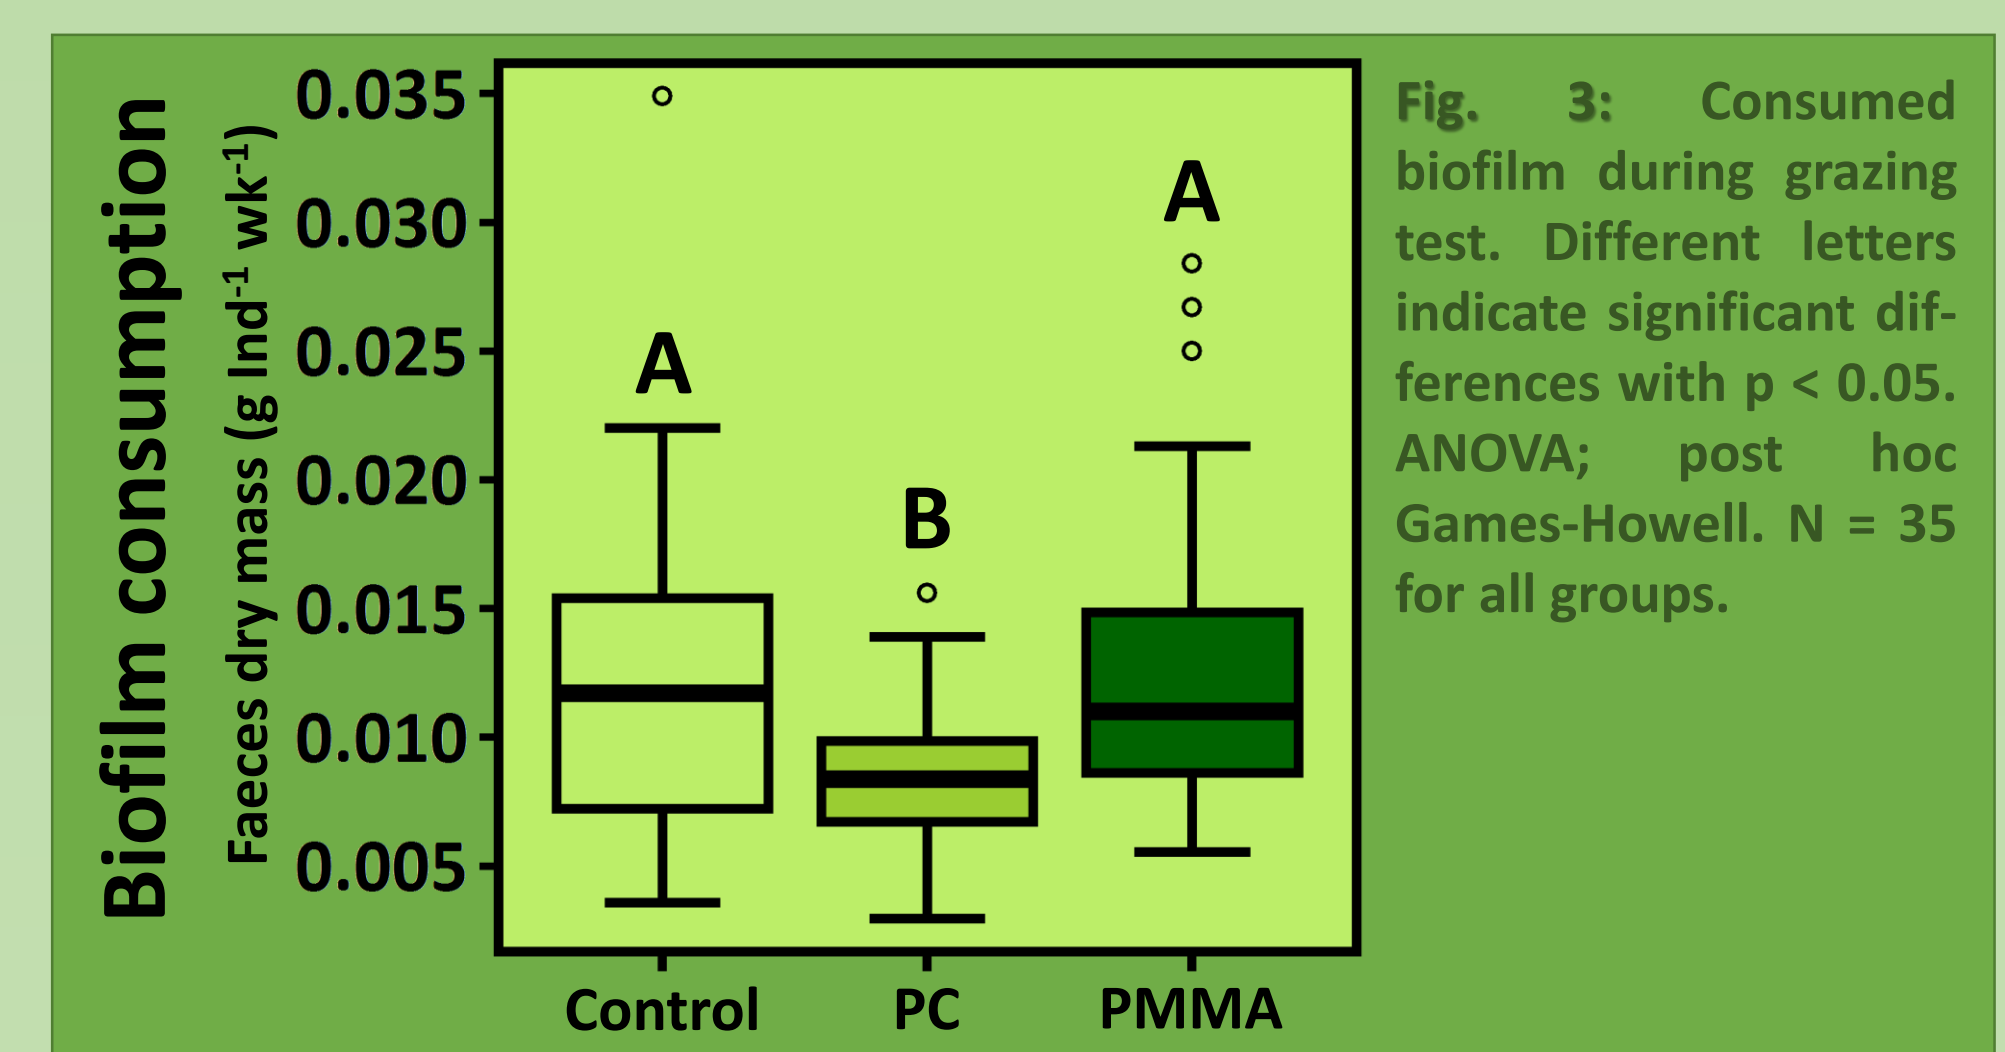 Biofilm consumption
Faeces dry mass (g Ind⁻¹ wk⁻¹)
0.035
0.030
0.025
0.020
0.015
0.010
0.005
A
B
A
Control PC PMMA
Fig. 3: Consumed
biofilm during grazing
test. Different letters
indicate significant dif-
ferences with p < 0.05.
ANOVA; post hoc
Games-Howell. N = 35
for all groups.